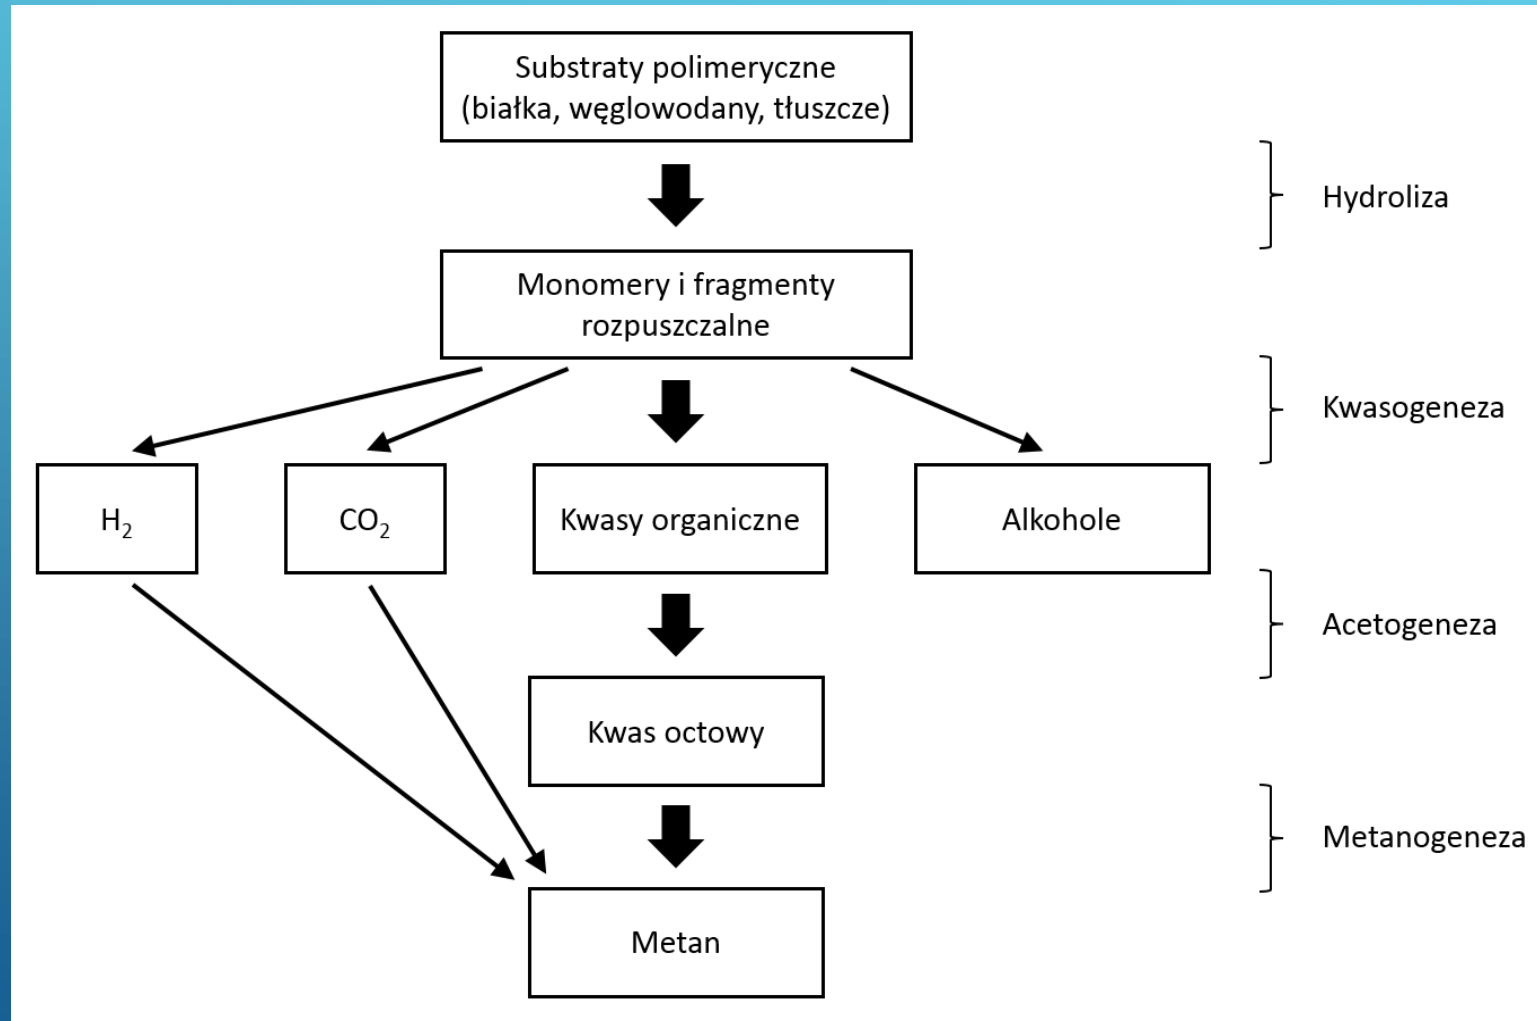 Substraty polimeryczne
(białka, węglowodany, tłuszcze)
Hydroliza
Monomery i fragmenty
rozpuszczalne
Kwasogeneza
H₂
CO₂
Kwasy organiczne
Alkohole
Acetogeneza
Kwas octowy
Metanogeneza
Metan